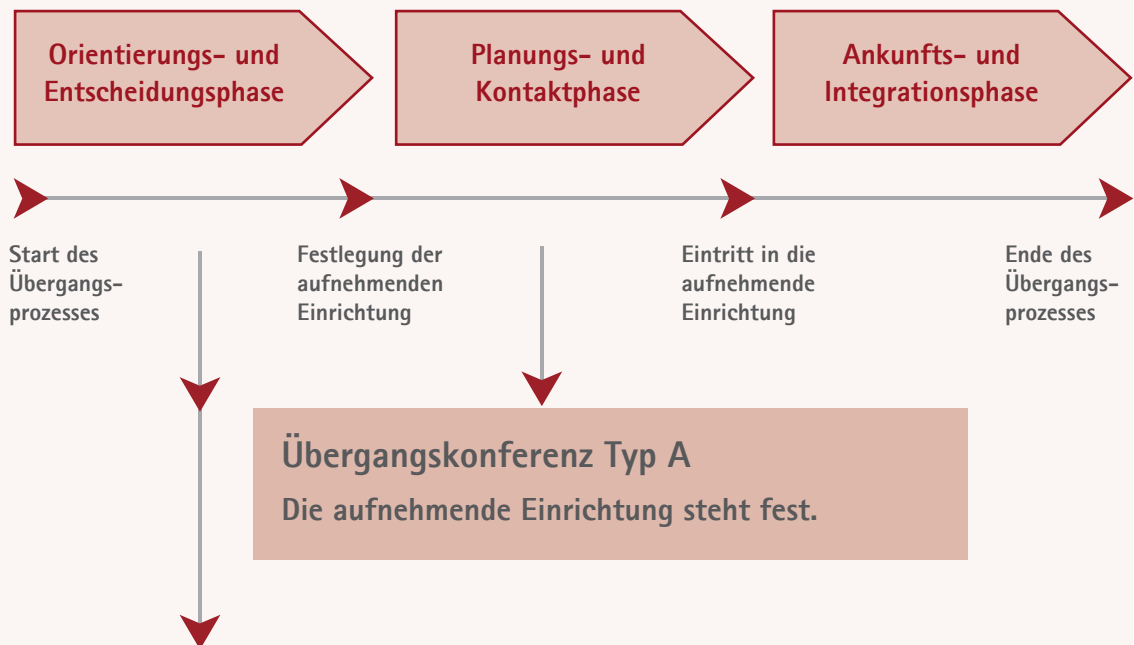 Orientierungs- und
Entscheidungsphase
Planungs- und
Kontaktphase
Ankunfts- und
Integrationsphase
Start des
Übergangs-
prozesses
Festlegung der
aufnehmenden
Einrichtung
Eintritt in die
aufnehmende
Einrichtung
Ende des
Übergangs-
prozesses
Übergangskonferenz Typ A
Die aufnehmende Einrichtung steht fest.